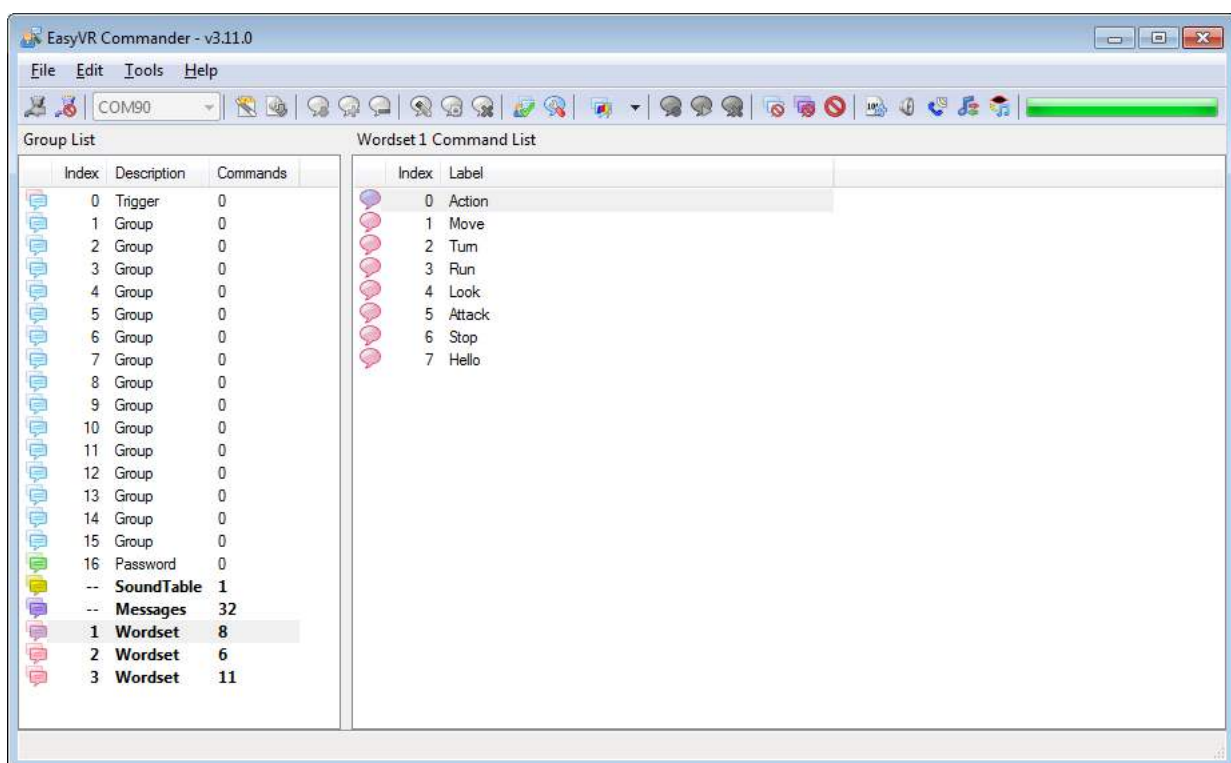 EasyVR Commander - v3.11.0
File Edit Tools Help
COM90
Group List
Wordset 1 Command List
Index Description Commands
0 Trigger 0
1 Group 0
2 Group 0
3 Group 0
4 Group 0
5 Group 0
6 Group 0
7 Group 0
8 Group 0
9 Group 0
10 Group 0
11 Group 0
12 Group 0
13 Group 0
14 Group 0
15 Group 0
16 Password 0
-- SoundTable 1
-- Messages 32
1 Wordset 8
2 Wordset 6
3 Wordset 11
Index Label
0 Action
1 Move
2 Turn
3 Run
4 Look
5 Attack
6 Stop
7 Hello